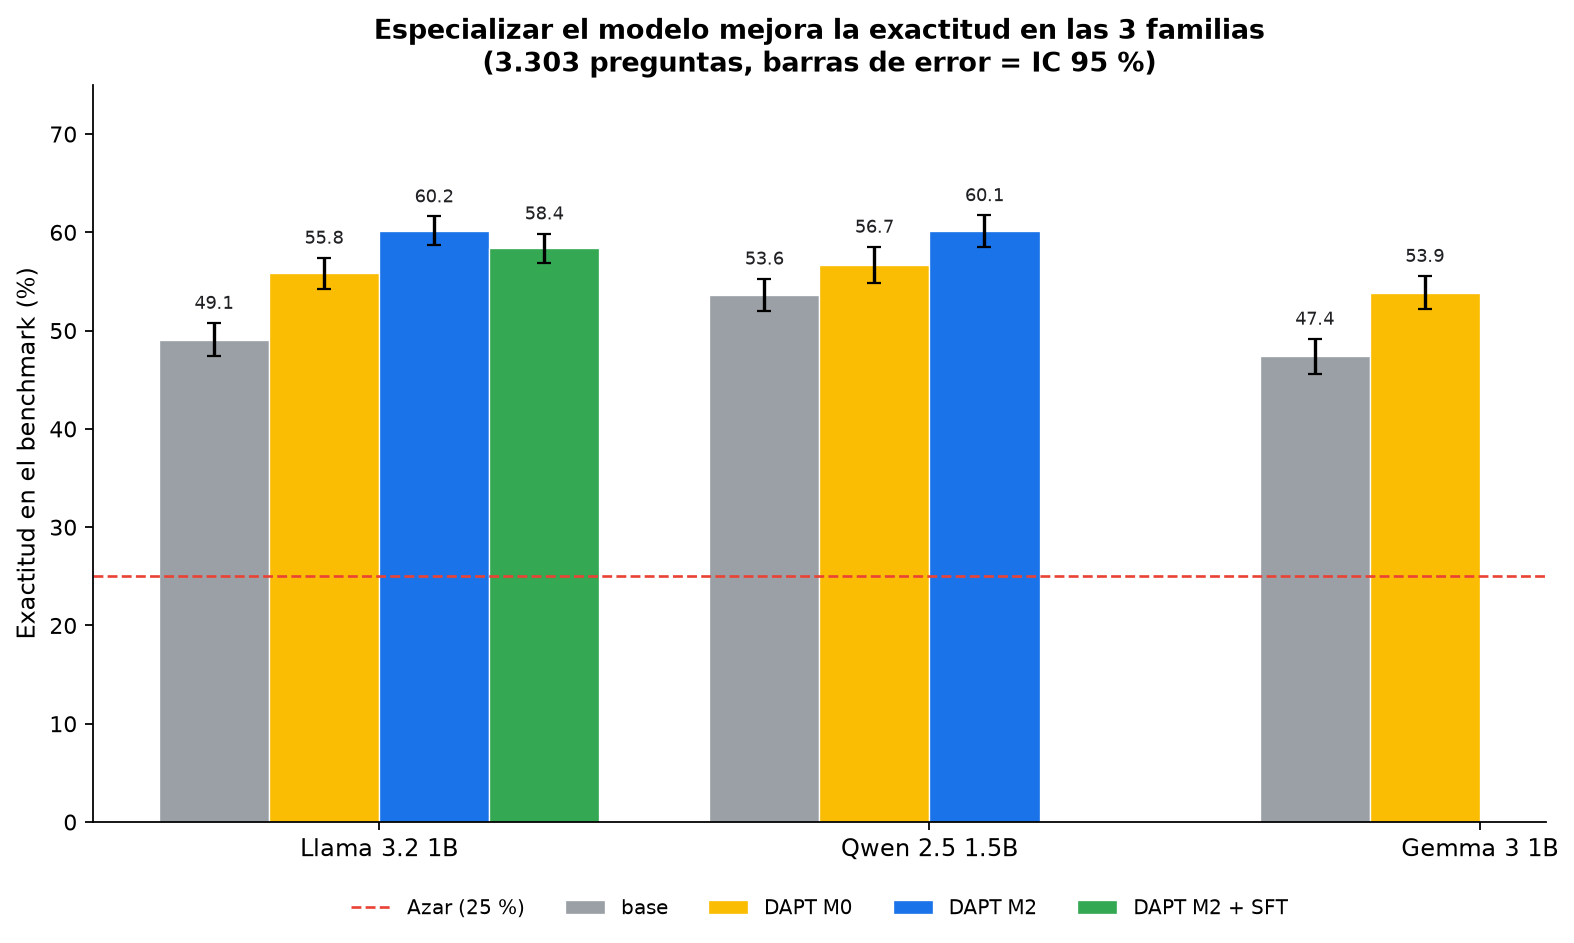 Especializar el modelo mejora la exactitud en las 3 familias
(3.303 preguntas, barras de error = IC 95 %)
Exactitud en el benchmark (%)
70
60
50
40
30
20
10
0
49.1
55.8
60.2
58.4
53.6
56.7
60.1
47.4
53.9
Llama 3.2 1B
Qwen 2.5 1.5B
Gemma 3 1B
Azar (25 %)
base
DAPT M0
DAPT M2
DAPT M2 + SFT